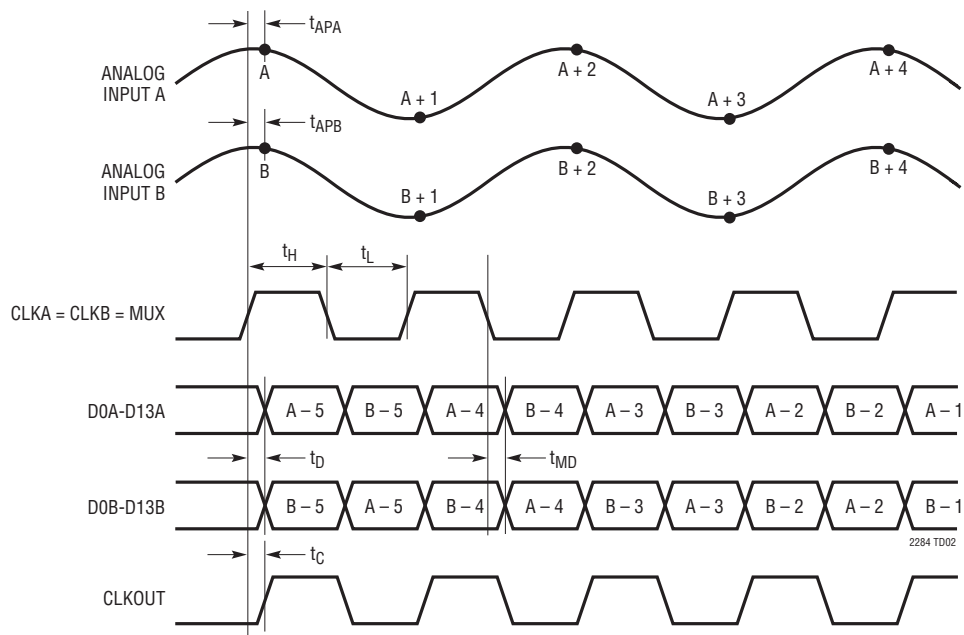 tAPA
ANALOG
INPUT A
A
A + 1
A + 2
A + 3
A + 4
tAPB
ANALOG
INPUT B
B
B + 1
B + 2
B + 3
B + 4
tH
tL
CLKA = CLKB = MUX
D0A-D13A
A – 5
B – 5
A – 4
B – 4
A – 3
B – 3
A – 2
B – 2
A – 1
tD
tMD
D0B-D13B
B – 5
A – 5
B – 4
A – 4
B – 3
A – 3
B – 2
A – 2
B – 1
2284 TD02
tC
CLKOUT